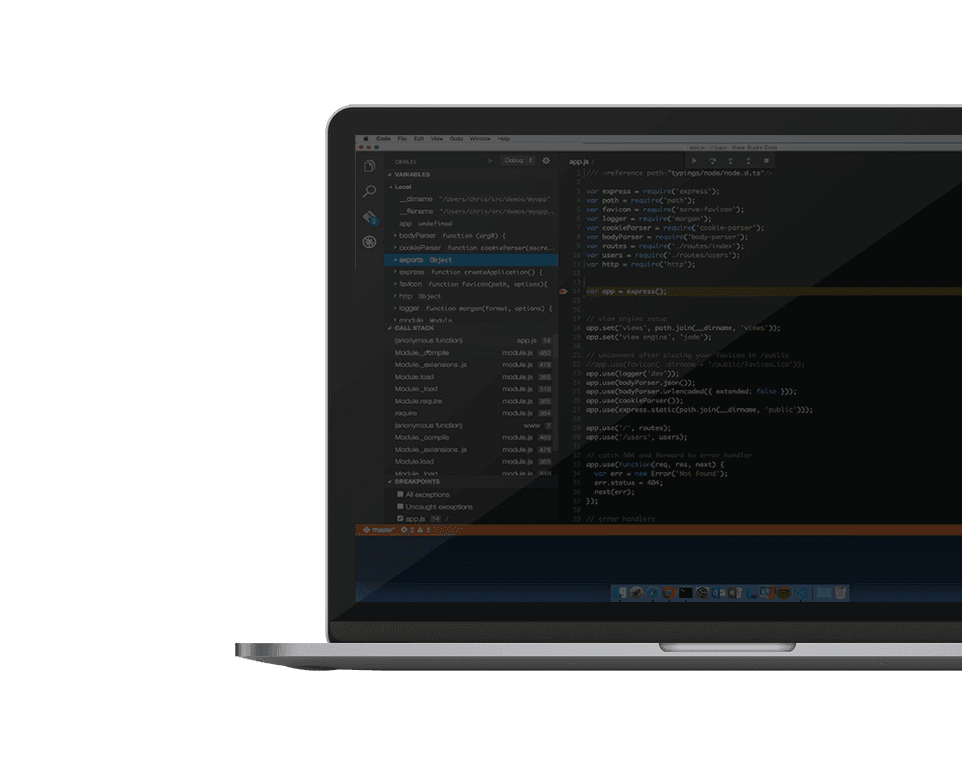 Code File Edit View Goto Window Help
app.js - myapp - Visual Studio Code
DEBUG
Debug
app.js /
VARIABLES
Local
__dirname "/Users/chris/src/demos/myapp"
__filename "/Users/chris/src/demos/myapp...
app undefined
bodyParser function (arg0) {
cookieParser function cookieParser(secre...
exports Object
express function createApplication() {
favicon function favicon(path, options){
http Object
logger function morgan(format, options) {
module Module
CALL STACK
(anonymous function) app.js 14
Module._compile module.js 460
Module._extensions .js module.js 478
Module.load module.js 355
Module._load module.js 310
Module.require module.js 365
require module.js 384
(anonymous function) www 7
Module._compile module.js 460
Module._extensions .js module.js 478
Module.load module.js 355
Module._load module.js 310
BREAKPOINTS
All exceptions
Uncaught exceptions
app.js 14 /
1 /// <reference path="typings/node/node.d.ts"/>
2
3 var express = require('express');
4 var path = require('path');
5 var favicon = require('serve-favicon');
6 var logger = require('morgan');
7 var cookieParser = require('cookie-parser');
8 var bodyParser = require('body-parser');
9 var routes = require('./routes/index');
10 var users = require('./routes/users');
11 var http = require('http');
12
13
14 var app = express();
15
16
17 // view engine setup
18 app.set('views', path.join(__dirname, 'views'));
19 app.set('view engine', 'jade');
20
21 // uncomment after placing your favicon in /public
22 //app.use(favicon(__dirname + '/public/favicon.ico'));
23 app.use(logger('dev'));
24 app.use(bodyParser.json());
25 app.use(bodyParser.urlencoded({ extended: false }));
26 app.use(cookieParser());
27 app.use(express.static(path.join(__dirname, 'public')));
28
29 app.use('/', routes);
30 app.use('/users', users);
31
32 // catch 404 and forward to error handler
33 app.use(function(req, res, next) {
34 var err = new Error('Not Found');
35 err.status = 404;
36 next(err);
37 });
38
39 // error handlers
master*